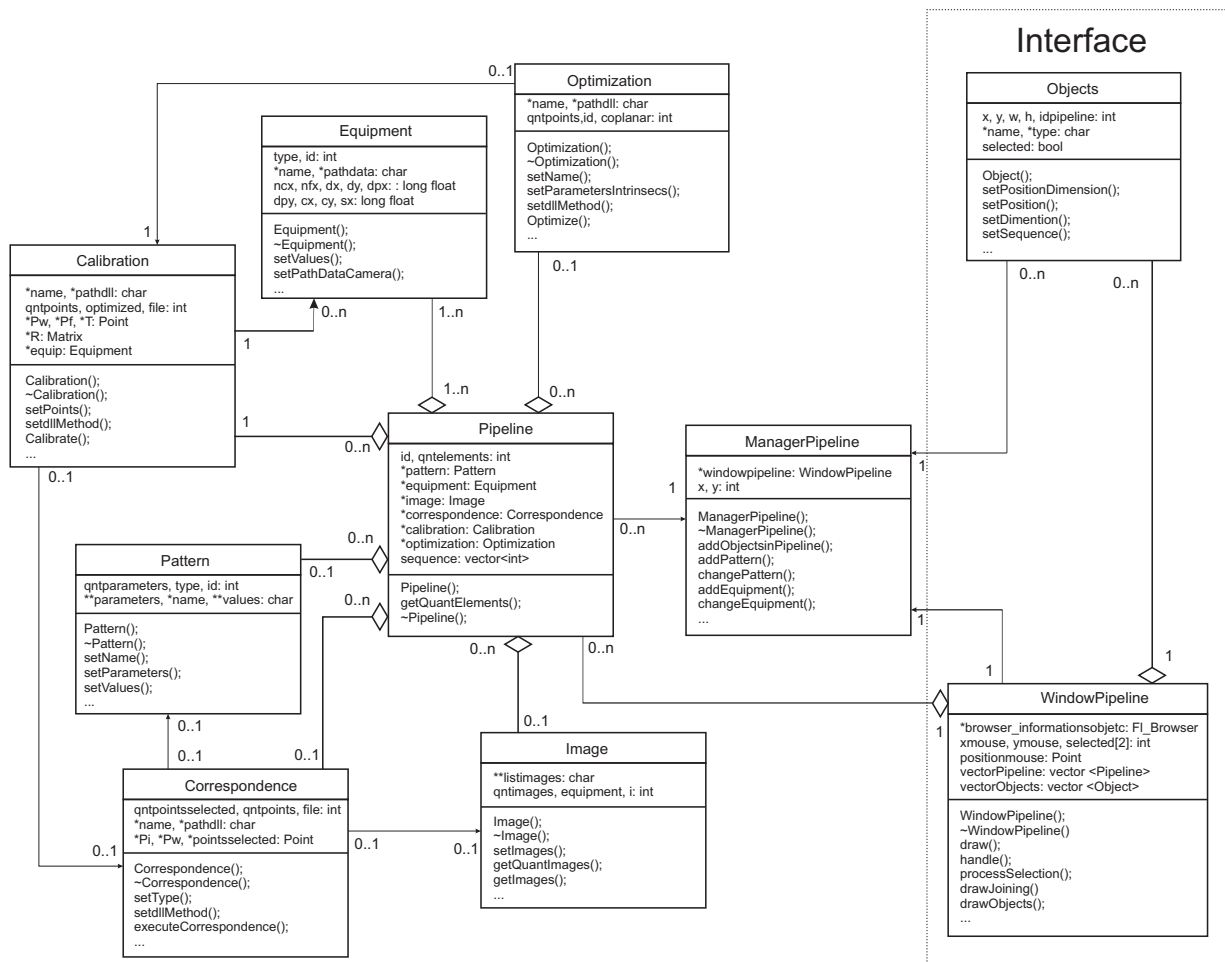 Interface
Optimization
*name, *pathdll: char
qntpoints,id, coplanar: int
Optimization();
~Optimization();
setName();
setParametersIntrinsecs();
setdllMethod();
Optimize();
...
0..1
1
0..1
0..n
Objects
x, y, w, h, idpipeline: int
*name, *type: char
selected: bool
Object();
setPositionDimension();
setPosition();
setDimention();
setSequence();
...
0..n
0..n
1
1
Equipment
type, id: int
*name, *pathdata: char
ncx, nfx, dx, dy, dpx: : long float
dpy, cx, cy, sx: long float
Equipment();
~Equipment();
setValues();
setPathDataCamera();
...
0..n
1
1..n
1..n
Calibration
*name, *pathdll: char
qntpoints, optimized, file: int
*Pw, *Pf, *T: Point
*R: Matrix
*equip: Equipment
Calibration();
~Calibration();
setPoints();
setdllMethod();
Calibrate();
...
1
0..n
0..1
0..1
Pipeline
id, qntelements: int
*pattern: Pattern
*equipment: Equipment
*image: Image
*correspondence: Correspondence
*calibration: Calibration
*optimization: Optimization
sequence: vector<int>
Pipeline();
getQuantElements();
~Pipeline();
1
0..n
ManagerPipeline
*windowpipeline: WindowPipeline
x, y: int
ManagerPipeline();
~ManagerPipeline();
addObjectsinPipeline();
addPattern();
changePattern();
addEquipment();
changeEquipment();
...
1
1
Pattern
qntparameters, type, id: int
**parameters, *name, **values: char
Pattern();
~Pattern();
setName();
setParameters();
setValues();
...
0..n
0..1
0..n
0..1
0..1
0..1
0..n
0..n
0..1
1
Correspondence
qntpointsselected, qntpoints, file: int
*name, *pathdll: char
*Pi, *Pw, *pointsselected: Point
Correspondence();
~Correspondence();
setType();
setdllMethod();
executeCorrespondence();
...
0..1
0..1
Image
**listimages: char
qntimages, equipment, i: int
Image();
~Image();
setImages();
getQuantImages();
getImages();
...
WindowPipeline
*browser_informationsobjetc: Fl_Browser
xmouse, ymouse, selected[2]: int
positionmouse: Point
vectorPipeline: vector <Pipeline>
vectorObjects: vector <Object>
WindowPipeline();
~WindowPipeline()
draw();
handle();
processSelection();
drawJoining()
drawObjects();
...